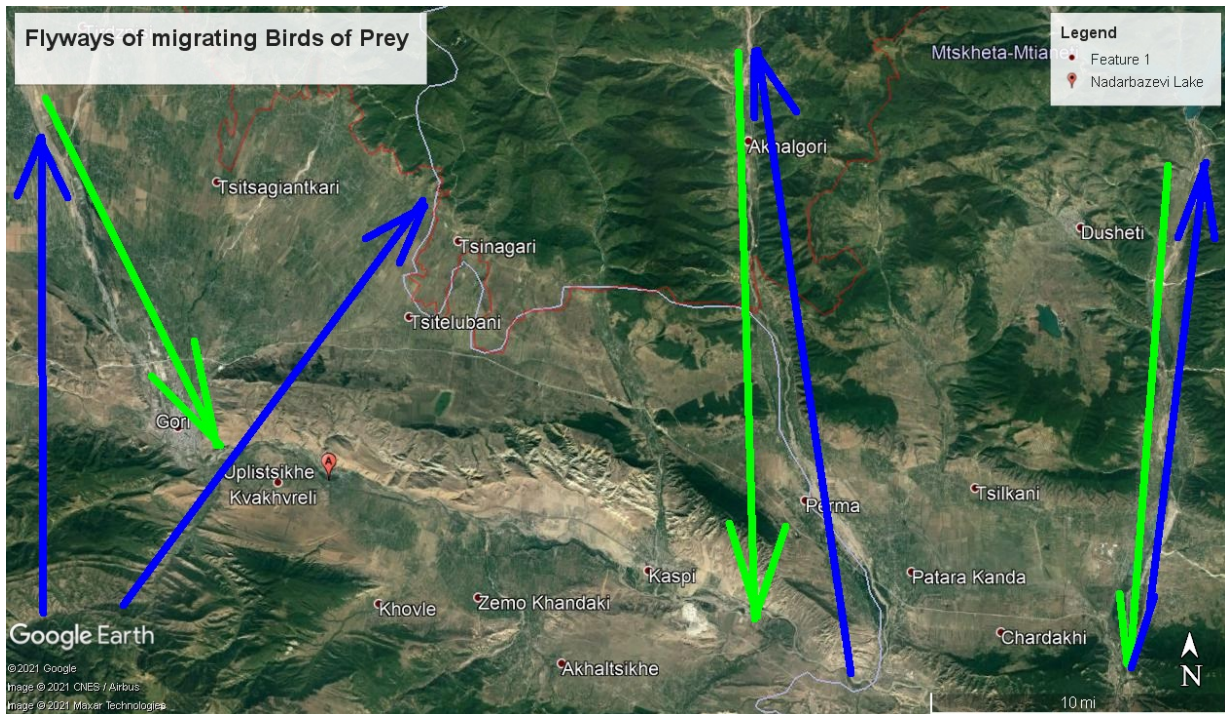 Flyways of migrating Birds of Prey
Legend
Feature 1
Nadarbazevi Lake
Mtskheta-Mtianeti
Akhalgori
Tsitsagiantkari
Dusheti
Tsinagari
Tsitelubani
Gori
Uplistsikhe
Kvakhvreli
A
Tsilkani
Perma
Kaspi
Patara Kanda
Khovle
Zemo Khandaki
Chardakhi
Akhaltsikhe
Google Earth
© 2021 Google
Image © 2021 CNES / Airbus
Image © 2021 Maxar Technologies
N
10 mi